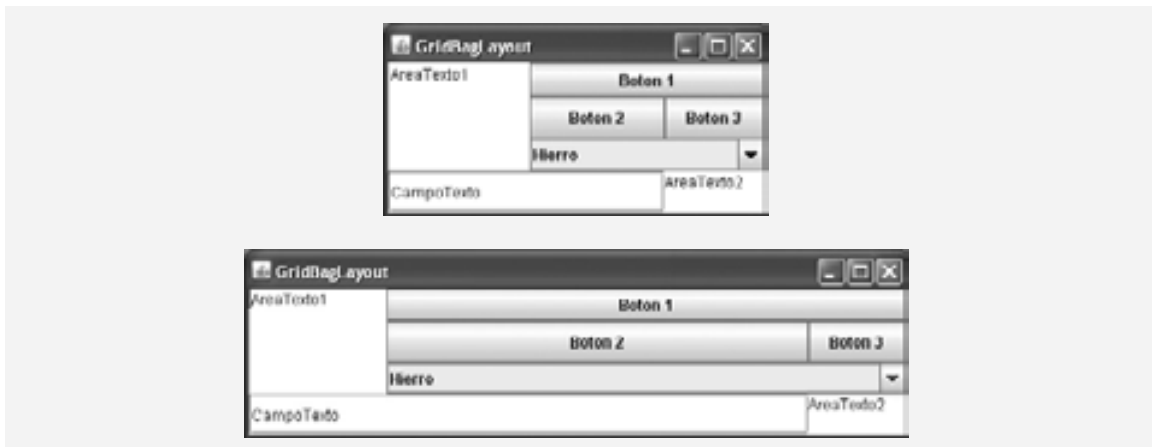 GridBagLayout
AreaTexto1
Boton 1
Boton 2
Boton 3
Hierro
CampoTexto
AreaTexto2
GridBagLayout
AreaTexto1
Boton 1
Boton 2
Boton 3
Hierro
CampoTexto
AreaTexto2